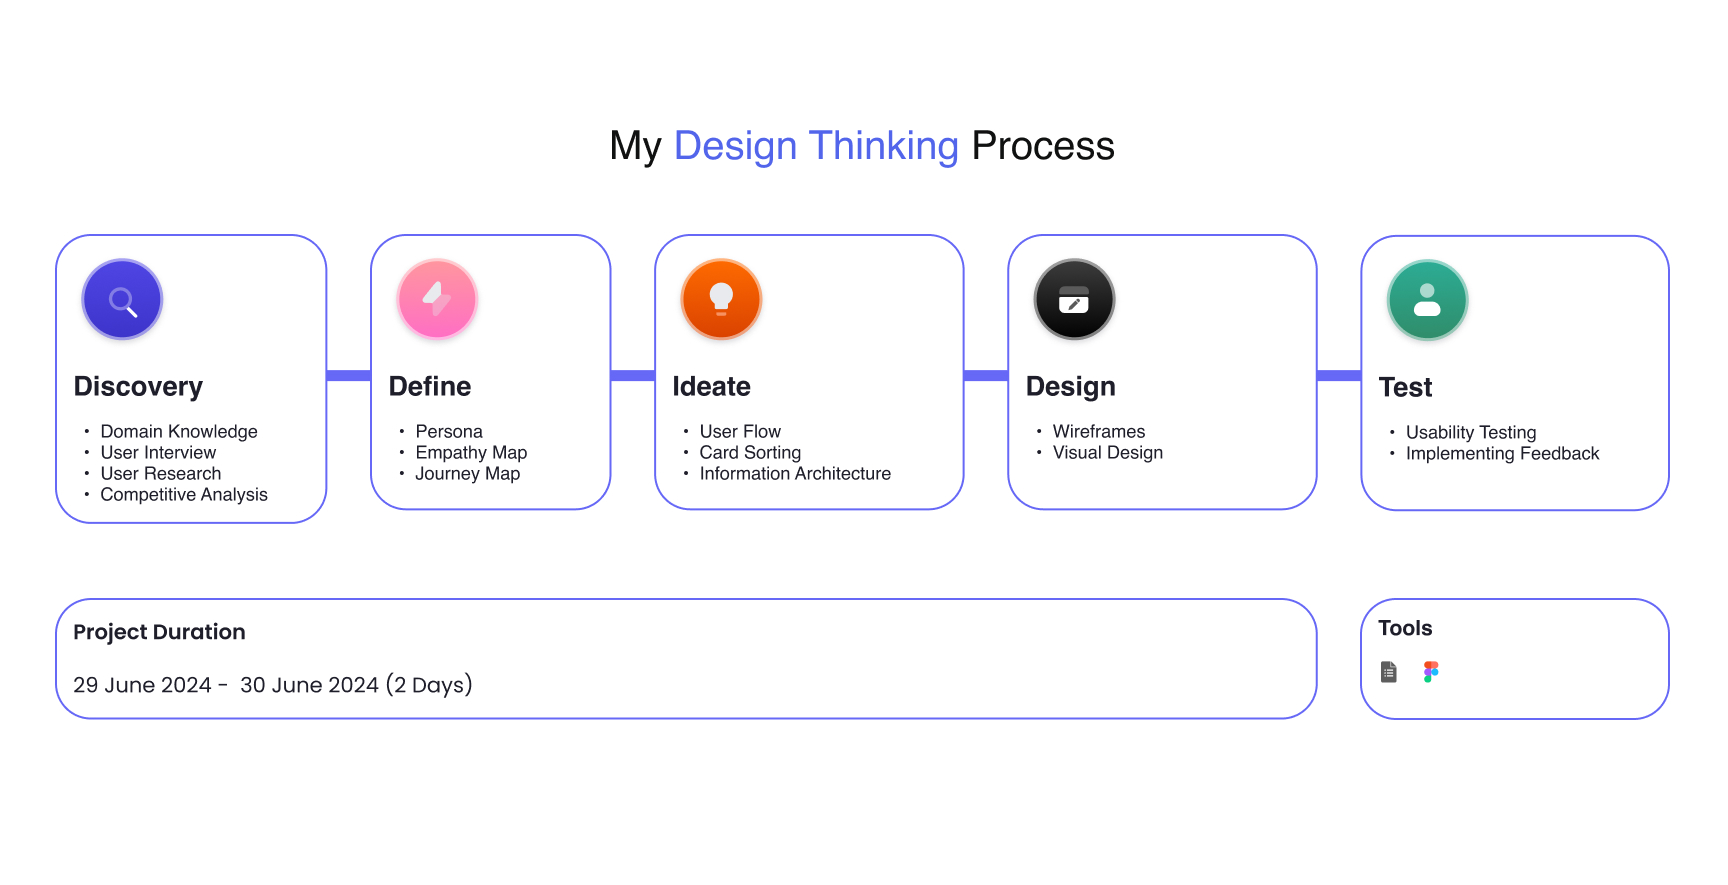 My Design Thinking Process
Discovery
• Domain Knowledge
• User Interview
• User Research
• Competitive Analysis
Define
• Persona
• Empathy Map
• Journey Map
Ideate
• User Flow
• Card Sorting
• Information Architecture
Design
• Wireframes
• Visual Design
Test
• Usability Testing
• Implementing Feedback
Project Duration
29 June 2024 -  30 June 2024 (2 Days)
Tools